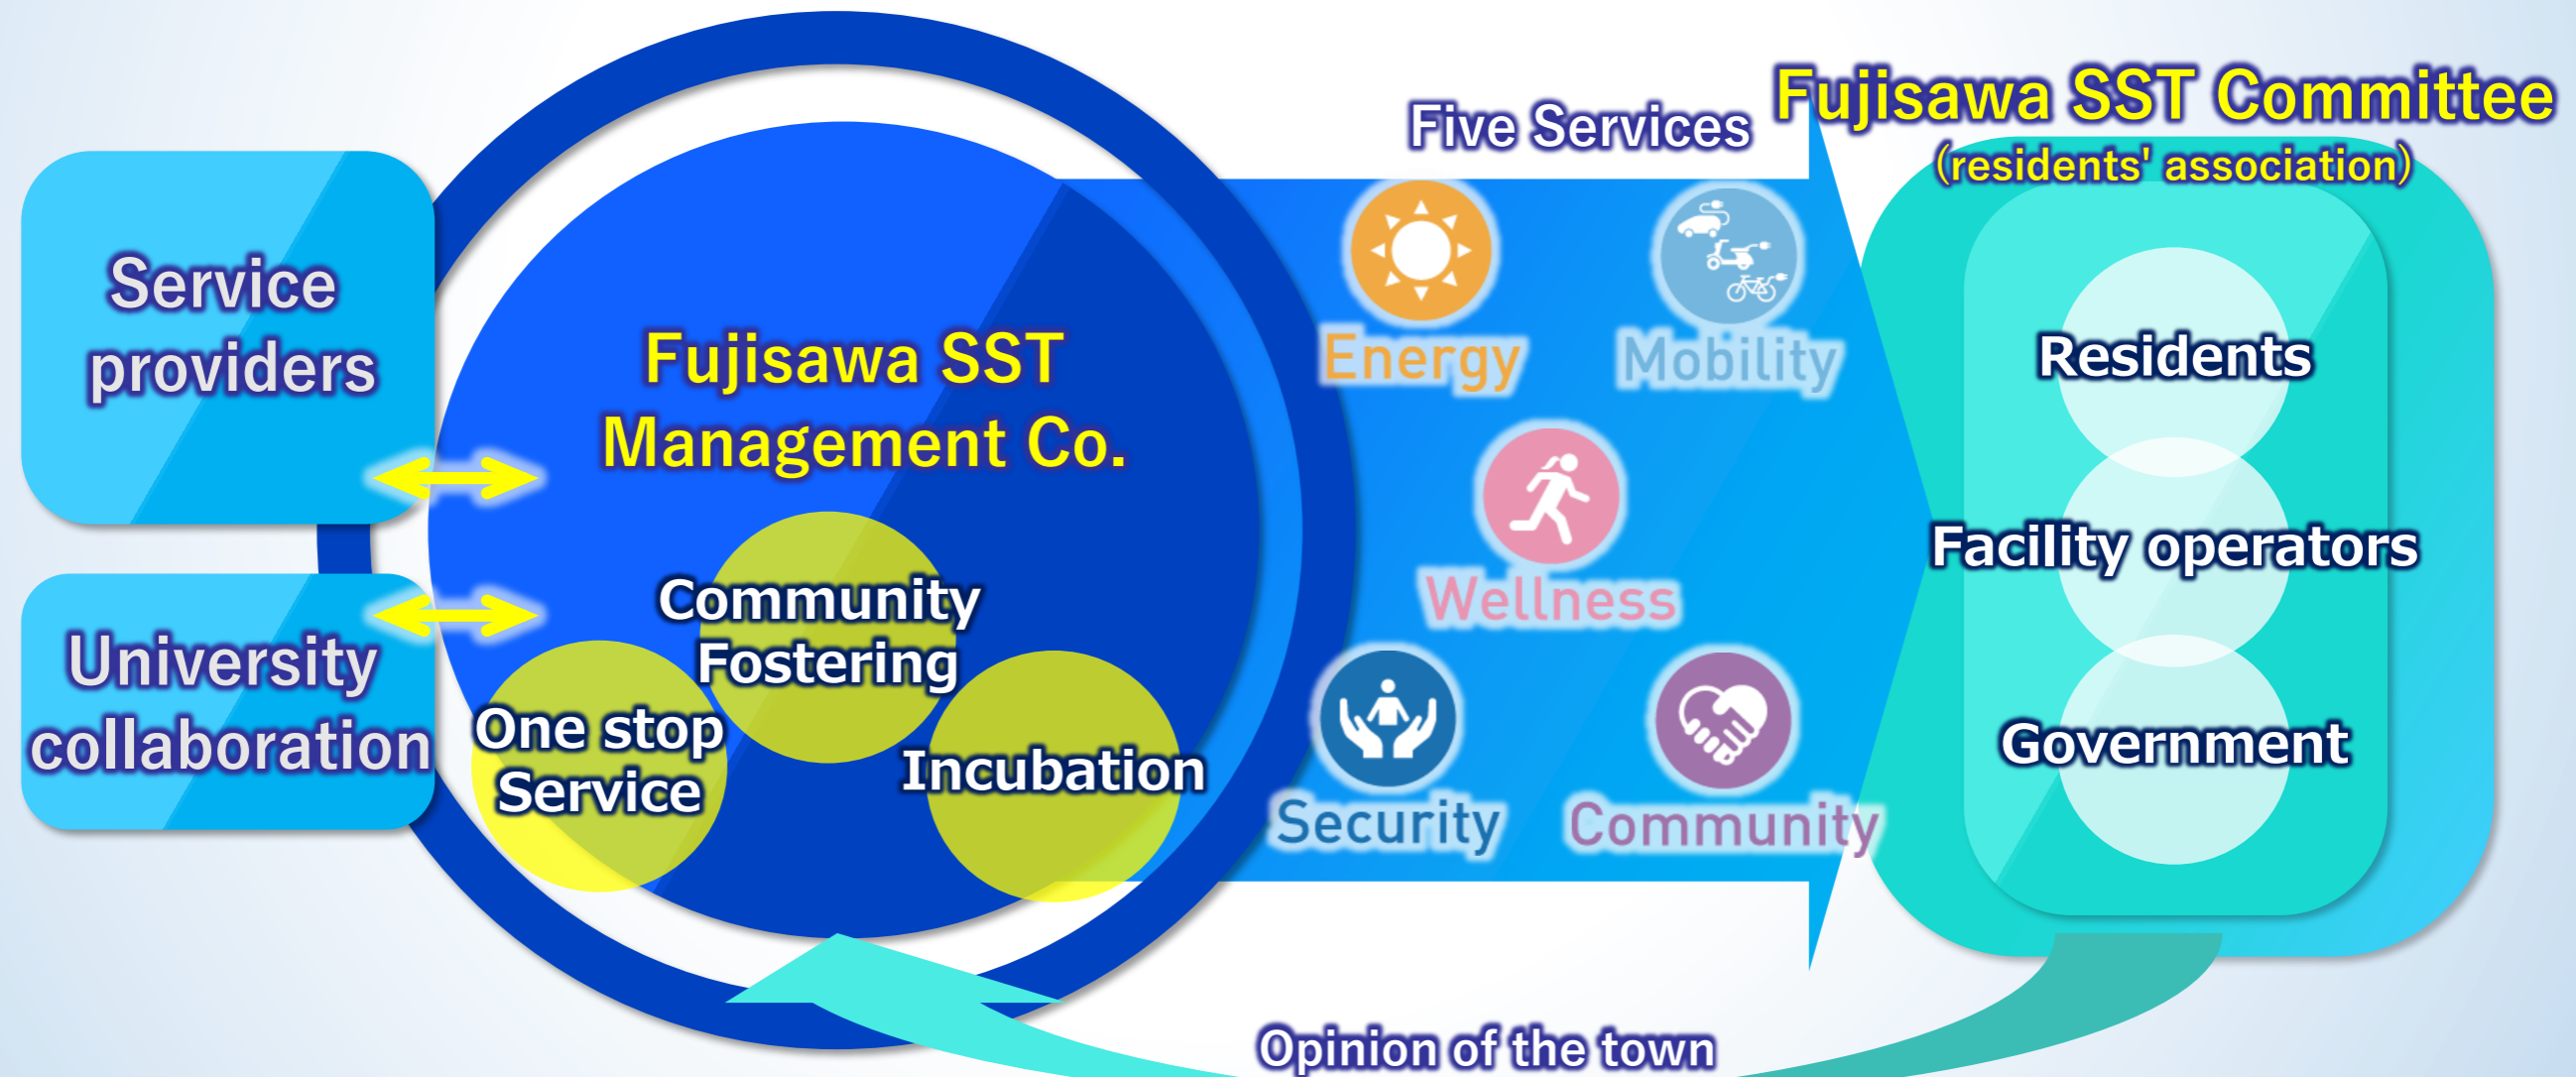 Service
providers
University
collaboration
Fujisawa SST
Management Co.
Community
Fostering
One stop
Service
Incubation
Five Services
Energy
Mobility
Wellness
Security
Community
Fujisawa SST Committee
(residents' association)
Residents
Facility operators
Government
Opinion of the town